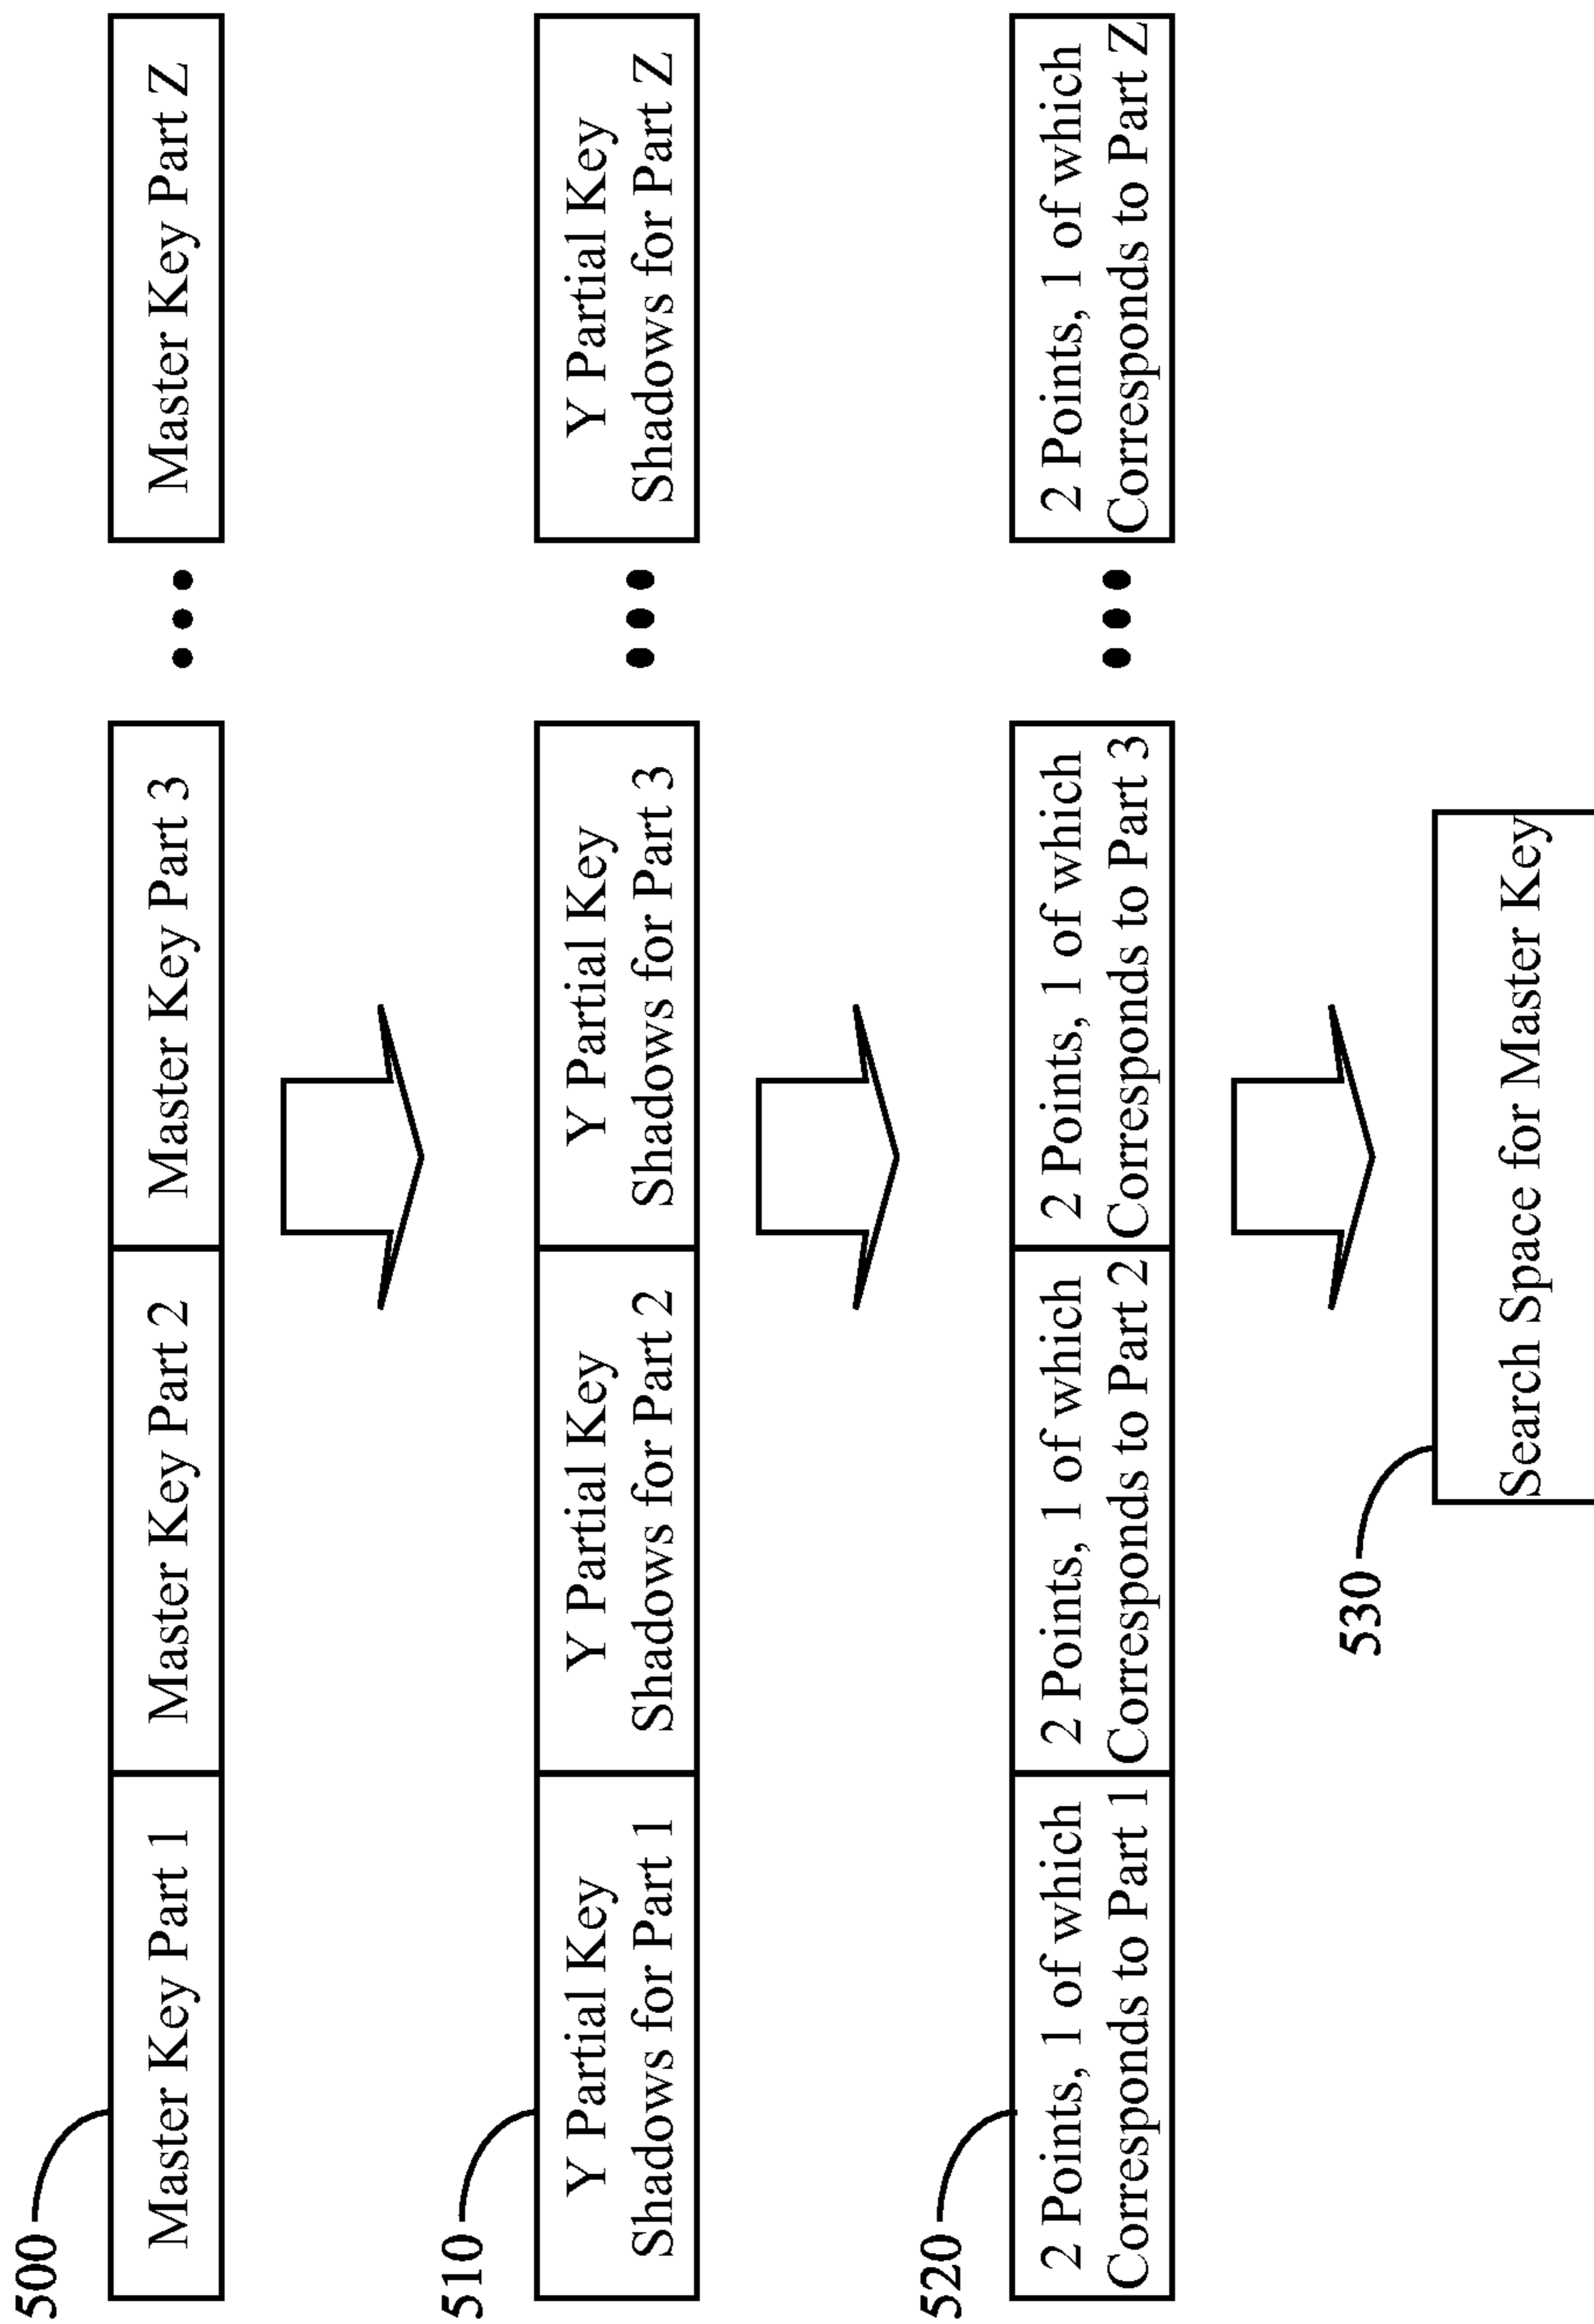 500
Master Key Part 1
Master Key Part 2
Master Key Part 3
Master Key Part Z
510
Y Partial Key
Shadows for Part 1
Y Partial Key
Shadows for Part 2
Y Partial Key
Shadows for Part 3
Y Partial Key
Shadows for Part Z
520
2 Points, 1 of which
Corresponds to Part 1
2 Points, 1 of which
Corresponds to Part 2
2 Points, 1 of which
Corresponds to Part 3
2 Points, 1 of which
Corresponds to Part Z
530
Search Space for Master Key